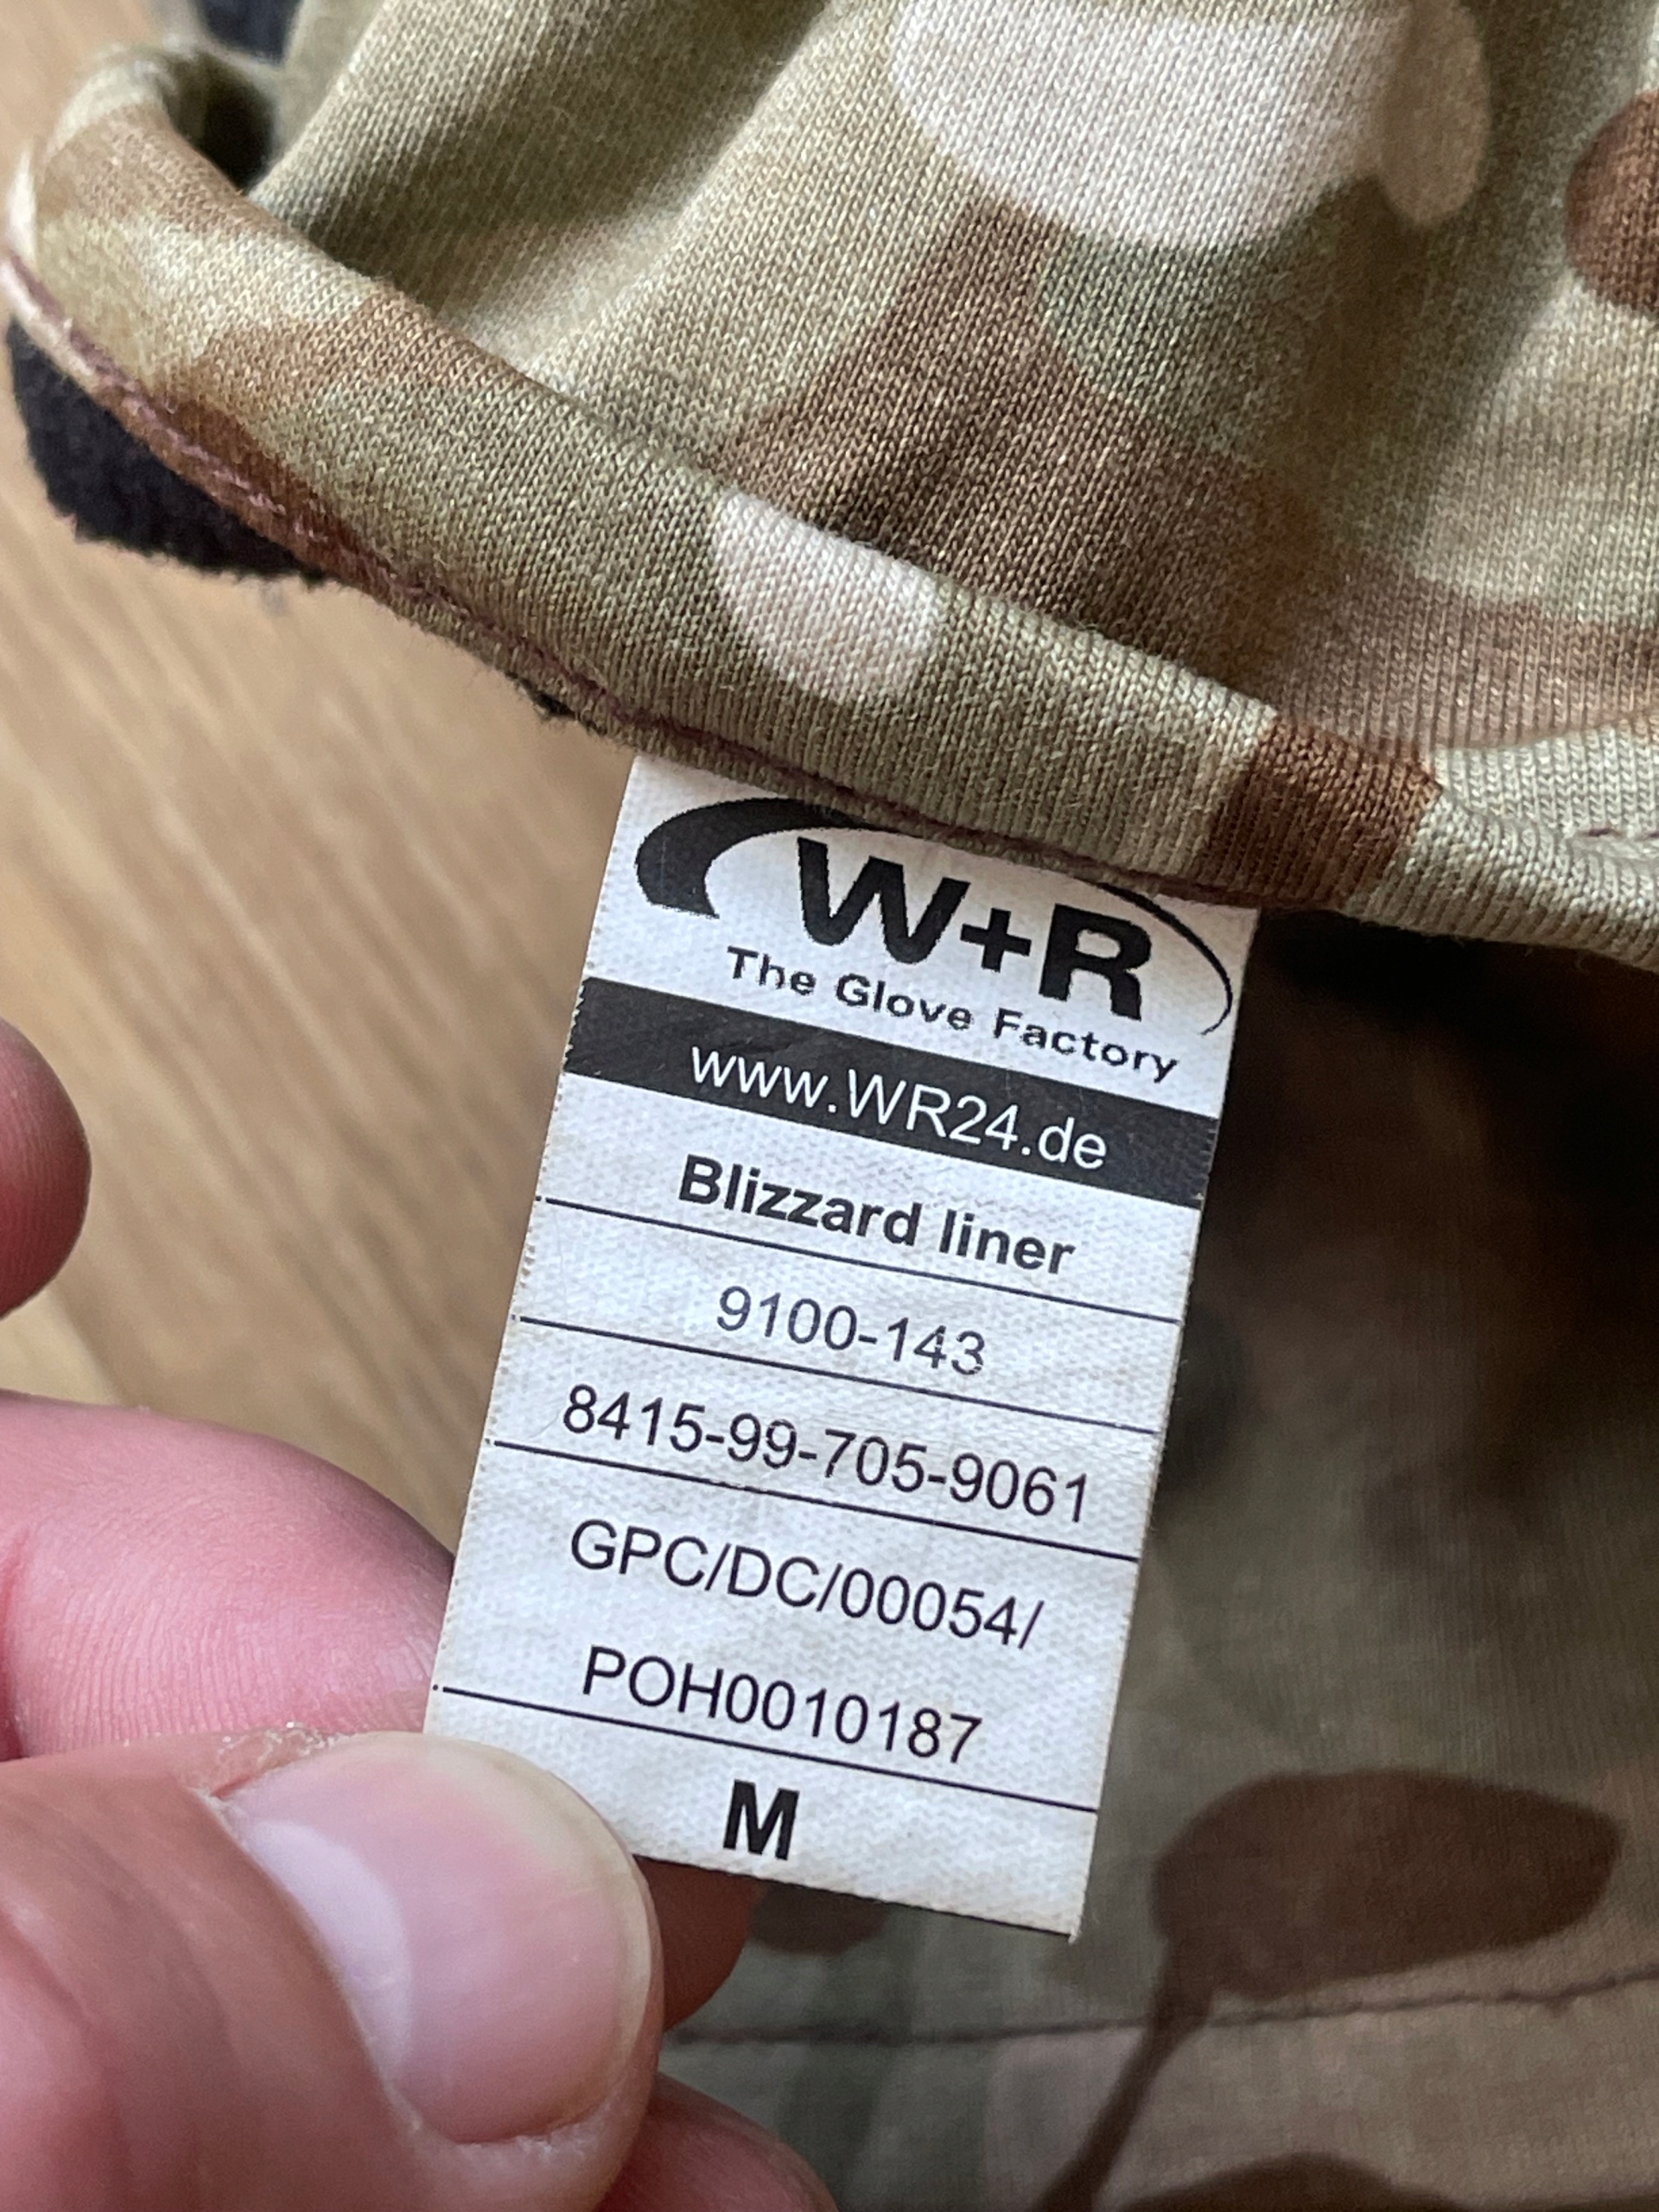 W+R
The Glove Factory
www.WR24.de
Blizzard liner
9100-143
8415-99-705-9061
GPC/DC/00054/
POH0010187
M